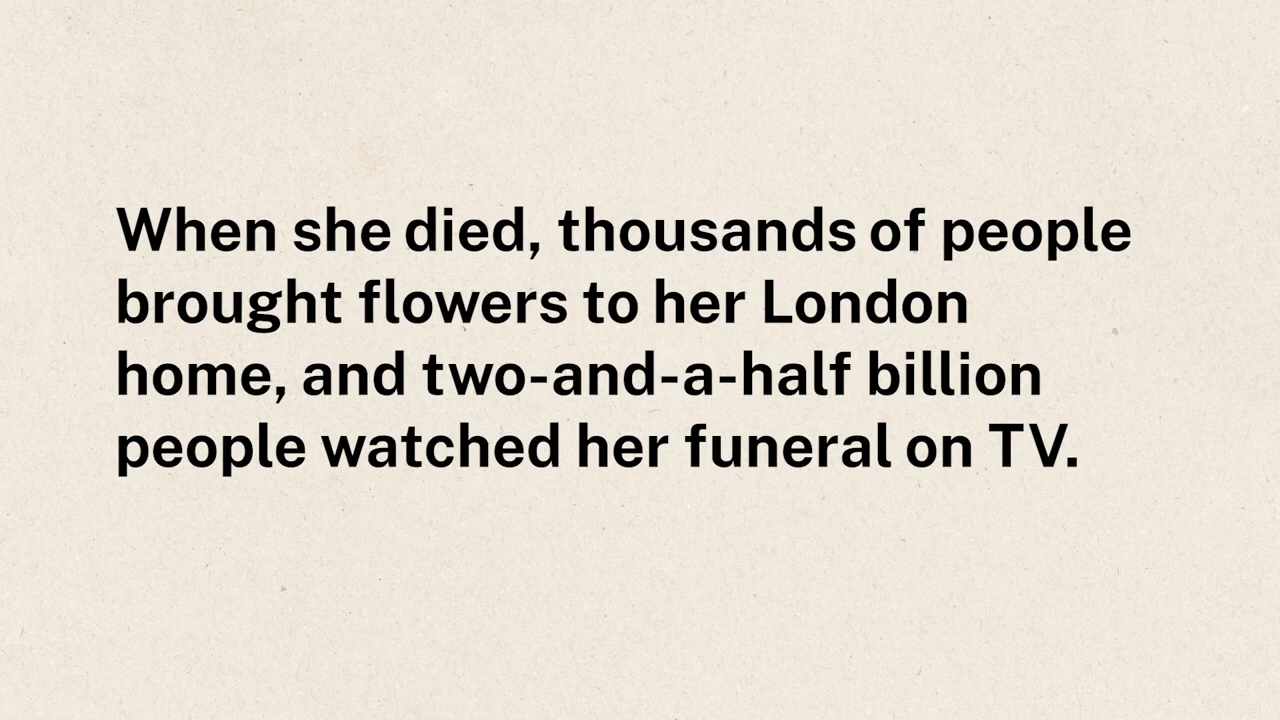 When she died, thousands of people
brought flowers to her London
home, and two-and-a-half billion
people watched her funeral on TV.